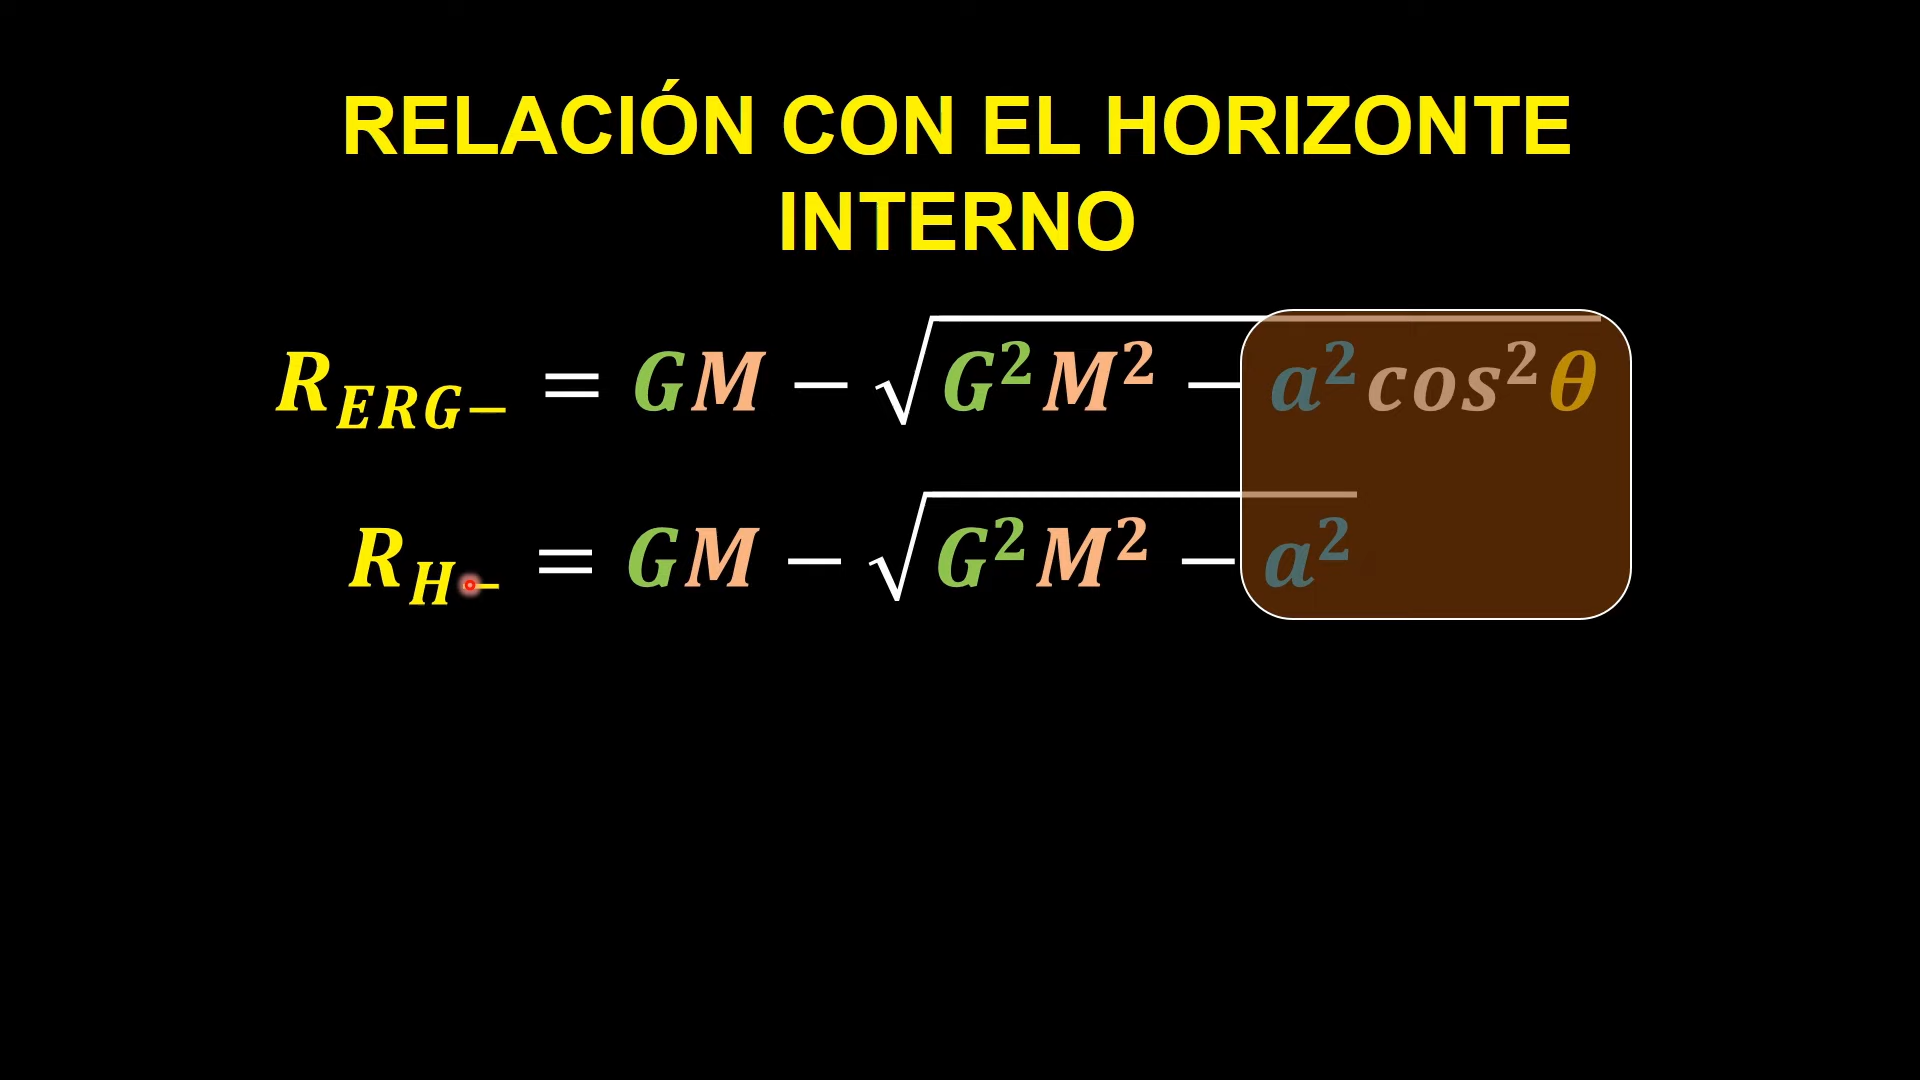 RELACIÓN CON EL HORIZONTE
INTERNO
R_{ERG-} = GM - √(G²M² - a²cos²θ)
R_{H-} = GM - √(G²M² - a²)